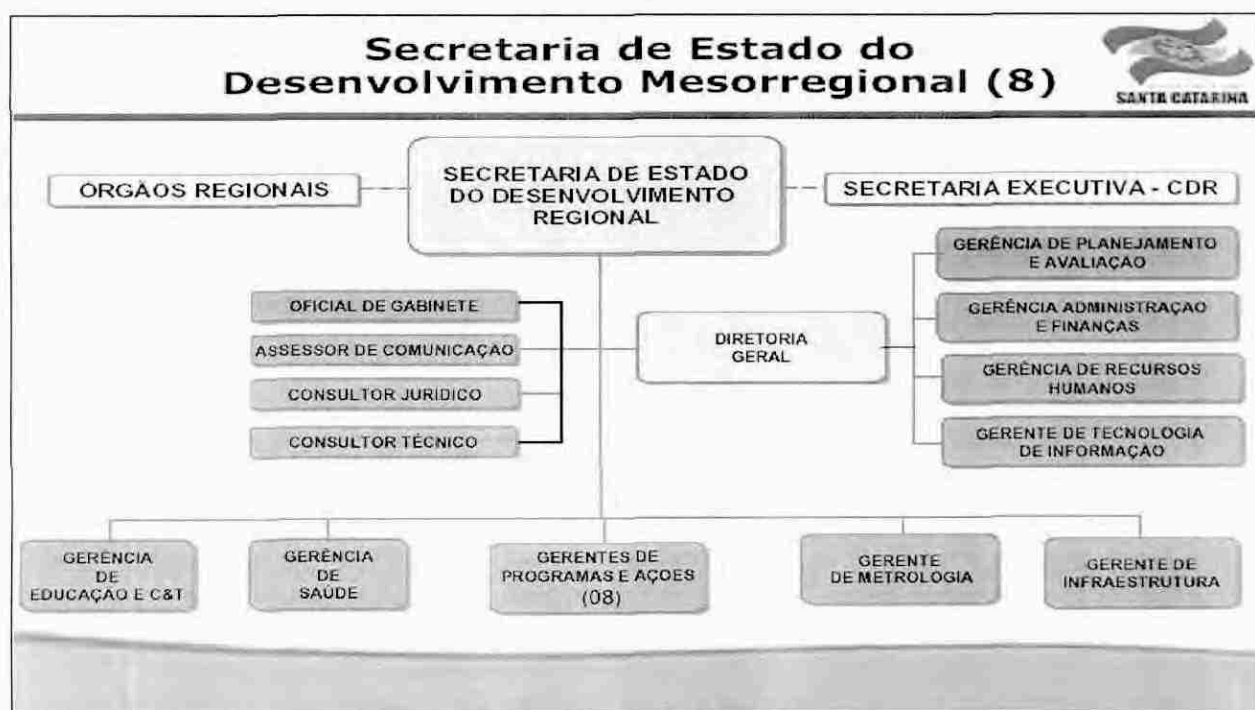 Secretaria de Estado do
Desenvolvimento Mesorregional (8)
SANTA CATARINA
ÓRGÃOS REGIONAIS
SECRETARIA DE ESTADO
DO DESENVOLVIMENTO
REGIONAL
SECRETARIA EXECUTIVA - CDR
OFICIAL DE GABINETE
ASSESSOR DE COMUNICAÇÃO
CONSULTOR JURIDICO
CONSULTOR TÉCNICO
DIRETORIA
GERAL
GERÊNCIA DE PLANEJAMENTO
E AVALIAÇÃO
GERÊNCIA ADMINISTRAÇAO
E FINANÇAS
GERÊNCIA DE RECURSOS
HUMANOS
GERENTE DE TECNOLOGIA
DE INFORMAÇÃO
GERÊNCIA
DE
EDUCAÇÃO E C&T
GERÊNCIA
DE
SAÚDE
GERENTES DE
PROGRAMAS E AÇOES
(08)
GERENTE
DE METROLOGIA
GERENTE DE
INFRAESTRUTURA